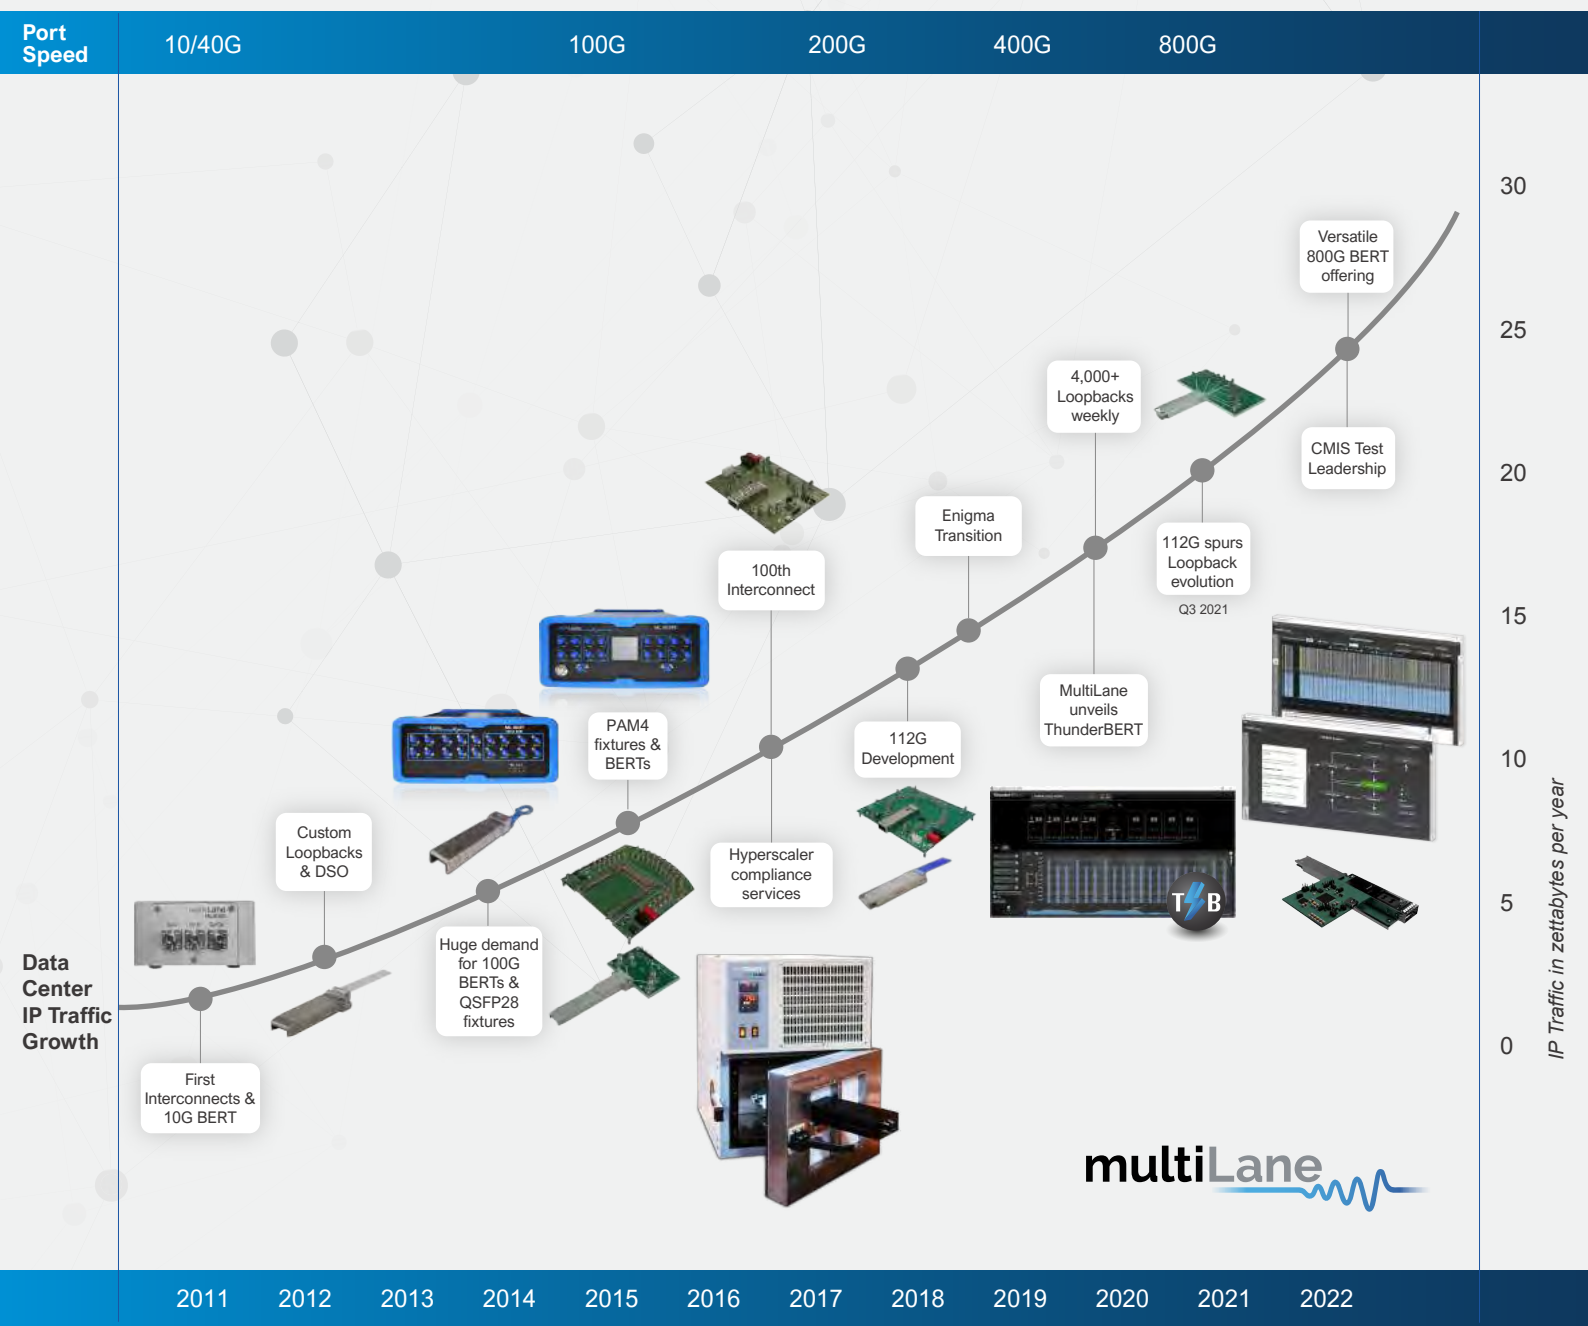 Port
Speed
10/40G
100G
200G
400G
800G
30
25
20
15
10
5
0
IP Traffic in zettabytes per year
Versatile
800G BERT
offering
CMIS Test
Leadership
4,000+
Loopbacks
weekly
112G spurs
Loopback
evolution
Q3 2021
Enigma
Transition
100th
Interconnect
MultiLane
unveils
ThunderBERT
PAM4
fixtures &
BERTs
112G
Development
Custom
Loopbacks
& DSO
Hyperscaler
compliance
services
Huge demand
for 100G
BERTs &
QSFP28
fixtures
T B
Data
Center
IP Traffic
Growth
First
Interconnects &
10G BERT
multiLane
2011
2012
2013
2014
2015
2016
2017
2018
2019
2020
2021
2022